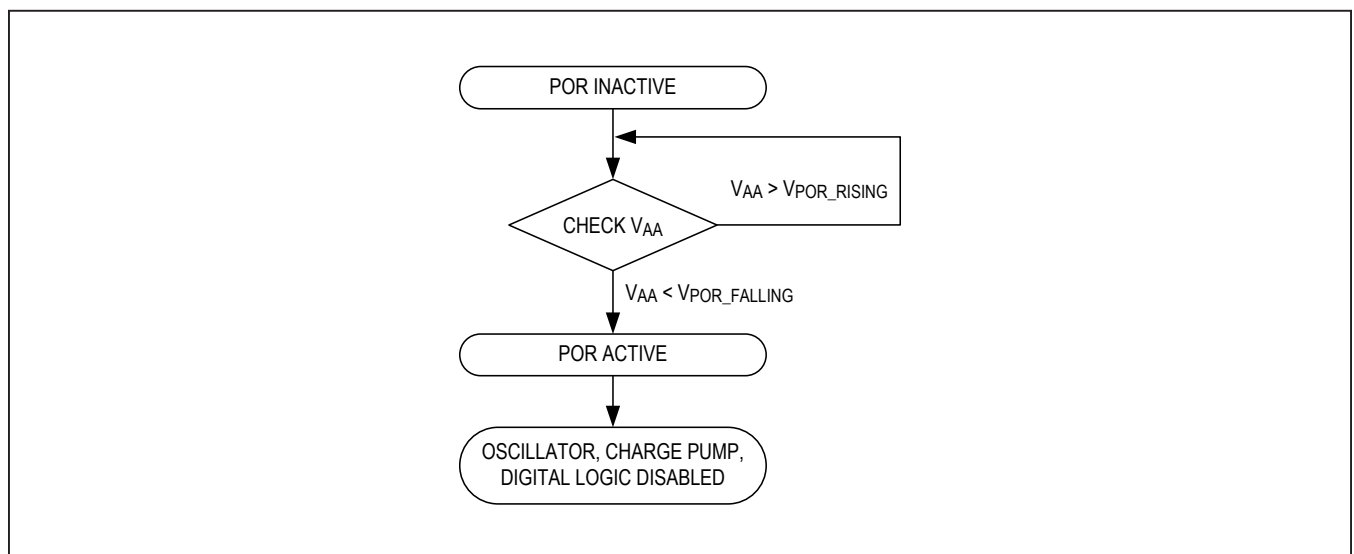 POR INACTIVE
VAA > VPOR_RISING
CHECK VAA
VAA < VPOR_FALLING
POR ACTIVE
OSCILLATOR, CHARGE PUMP,
DIGITAL LOGIC DISABLED